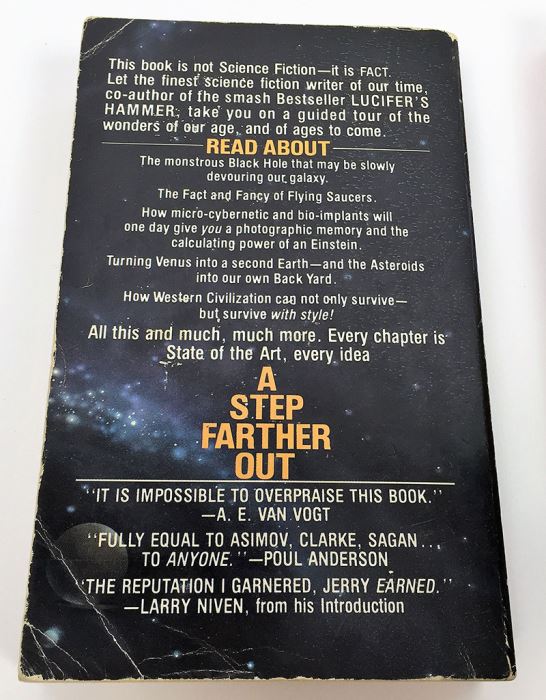 This book is not Science Fiction—it is FACT.
Let the finest science fiction writer of our time,
co-author of the smash Bestseller LUCIFER'S
HAMMER, take you on a guided tour of the
wonders of our age, and of ages to come.
READ ABOUT
The monstrous Black Hole that may be slowly
devouring our galaxy.
The Fact and Fancy of Flying Saucers.
How micro-cybernetic and bio-implants will
one day give you a photographic memory and the
calculating power of an Einstein.
Turning Venus into a second Earth—and the Asteroids
into our own Back Yard.
How Western Civilization can not only survive—
but survive with style!
All this and much, much more. Every chapter is
State of the Art, every idea
A
STEP
FARTHER
OUT
"IT IS IMPOSSIBLE TO OVERPRAISE THIS BOOK."
—A. E. VAN VOGT
"FULLY EQUAL TO ASIMOV, CLARKE, SAGAN...
TO ANYONE."—POUL ANDERSON
"THE REPUTATION I GARNERED, JERRY EARNED."
—LARRY NIVEN, from his Introduction